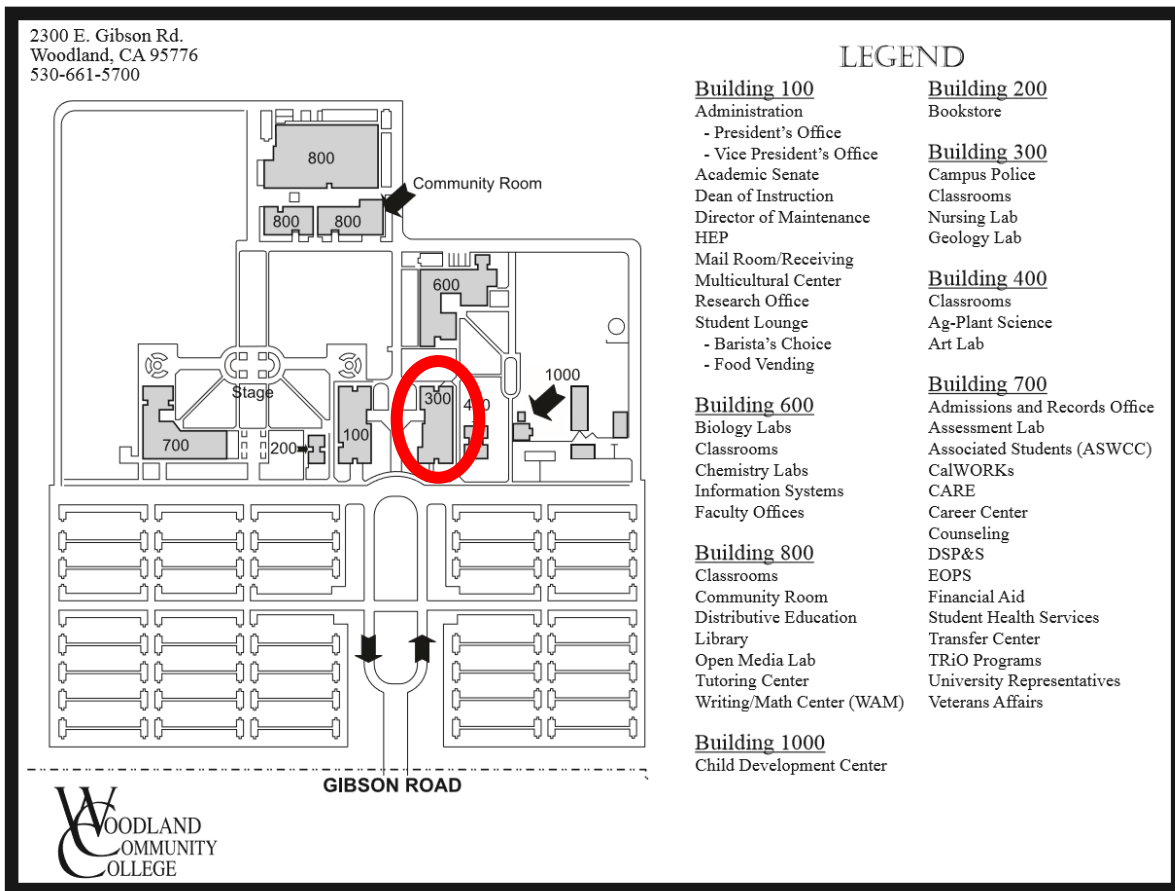 2300 E. Gibson Rd.
Woodland, CA 95776
530-661-5700
800
Community Room
800
800
600
Stage
1000
300
400
700
200
100
GIBSON ROAD
WOODLAND
COMMUNITY
COLLEGE
LEGEND
Building 100
Administration
- President's Office
- Vice President's Office
Academic Senate
Dean of Instruction
Director of Maintenance
HEP
Mail Room/Receiving
Multicultural Center
Research Office
Student Lounge
- Barista's Choice
- Food Vending
Building 600
Biology Labs
Classrooms
Chemistry Labs
Information Systems
Faculty Offices
Building 800
Classrooms
Community Room
Distributive Education
Library
Open Media Lab
Tutoring Center
Writing/Math Center (WAM)
Building 1000
Child Development Center
Building 200
Bookstore
Building 300
Campus Police
Classrooms
Nursing Lab
Geology Lab
Building 400
Classrooms
Ag-Plant Science
Art Lab
Building 700
Admissions and Records Office
Assessment Lab
Associated Students (ASWCC)
CalWORKs
CARE
Career Center
Counseling
DSP&S
EOPS
Financial Aid
Student Health Services
Transfer Center
TRiO Programs
University Representatives
Veterans Affairs